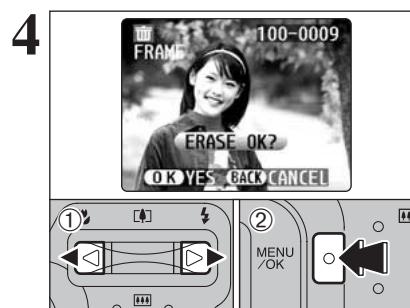 4
100-0009
FRAME
ERASE OK?
OK YES BACK CANCEL
①
②
MENU
/OK